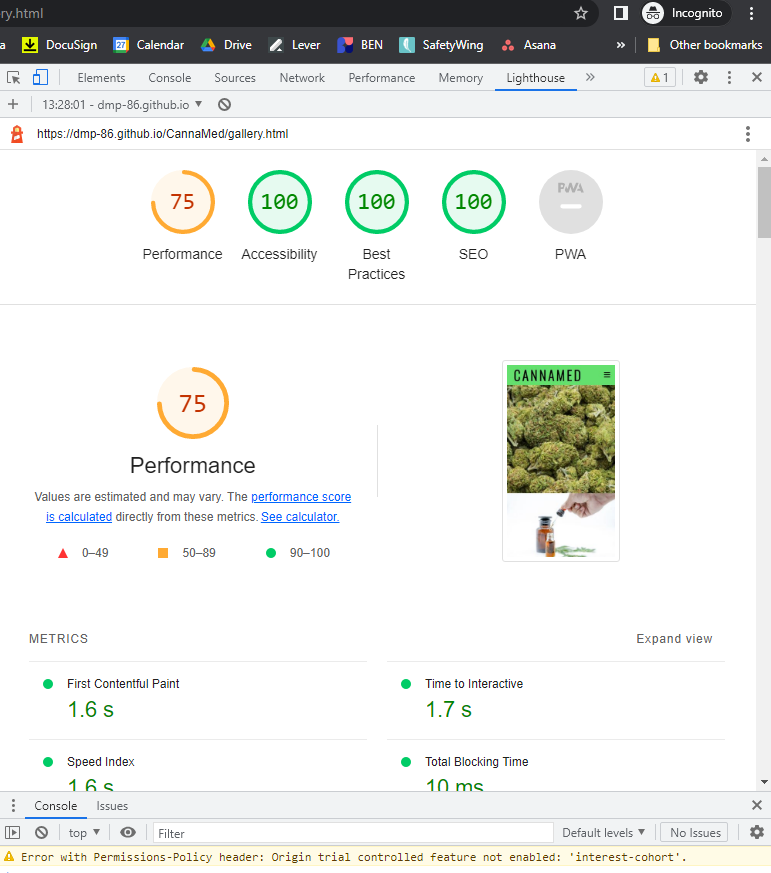 ery.html
Incognito
a DocuSign Calendar Drive Lever BEN SafetyWing Asana » Other bookmarks
Elements Console Sources Network Performance Memory Lighthouse » 1
13:28:01 - dmp-86.github.io
https://dmp-86.github.io/CannaMed/gallery.html
75 100 100 100 PWA
Performance Accessibility Best Practices SEO PWA
75
CANNAMED
Performance
Values are estimated and may vary. The performance score
is calculated directly from these metrics. See calculator.
0–49 50–89 90–100
METRICS Expand view
First Contentful Paint Time to Interactive
1.6 s 1.7 s
Speed Index Total Blocking Time
1.6 s 10 ms
Console Issues
top Filter Default levels No Issues
Error with Permissions-Policy header: Origin trial controlled feature not enabled: 'interest-cohort'.